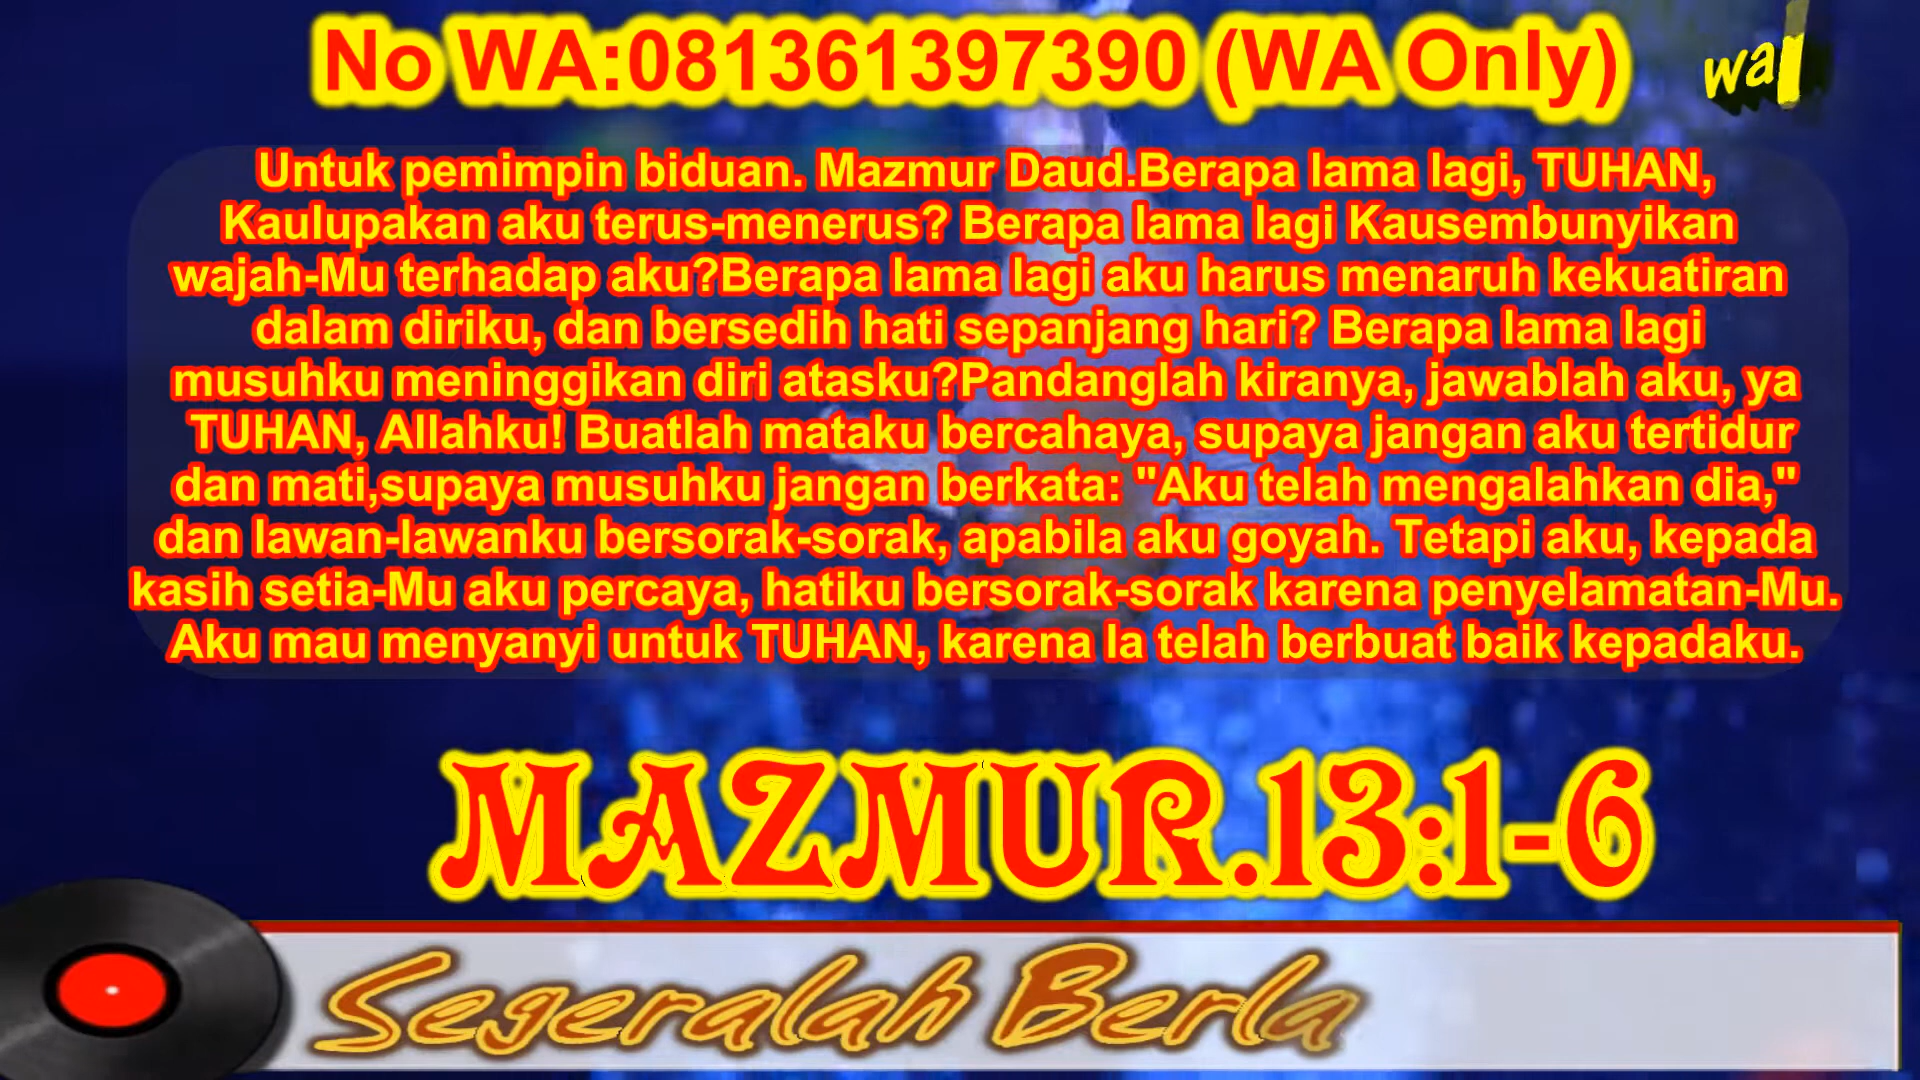 No WA:081361397390 (WA Only)
wa
Untuk pemimpin biduan. Mazmur Daud.Berapa lama lagi, TUHAN,
Kaulupakan aku terus-menerus? Berapa lama lagi Kausembunyikan
wajah-Mu terhadap aku?Berapa lama lagi aku harus menaruh kekuatiran
dalam diriku, dan bersedih hati sepanjang hari? Berapa lama lagi
musuhku meninggikan diri atasku?Pandanglah kiranya, jawablah aku, ya
TUHAN, Allahku! Buatlah mataku bercahaya, supaya jangan aku tertidur
dan mati,supaya musuhku jangan berkata: "Aku telah mengalahkan dia,"
dan lawan-lawanku bersorak-sorak, apabila aku goyah. Tetapi aku, kepada
kasih setia-Mu aku percaya, hatiku bersorak-sorak karena penyelamatan-Mu.
Aku mau menyanyi untuk TUHAN, karena Ia telah berbuat baik kepadaku.
MAZMUR.13:1-6
Segeralah Berla